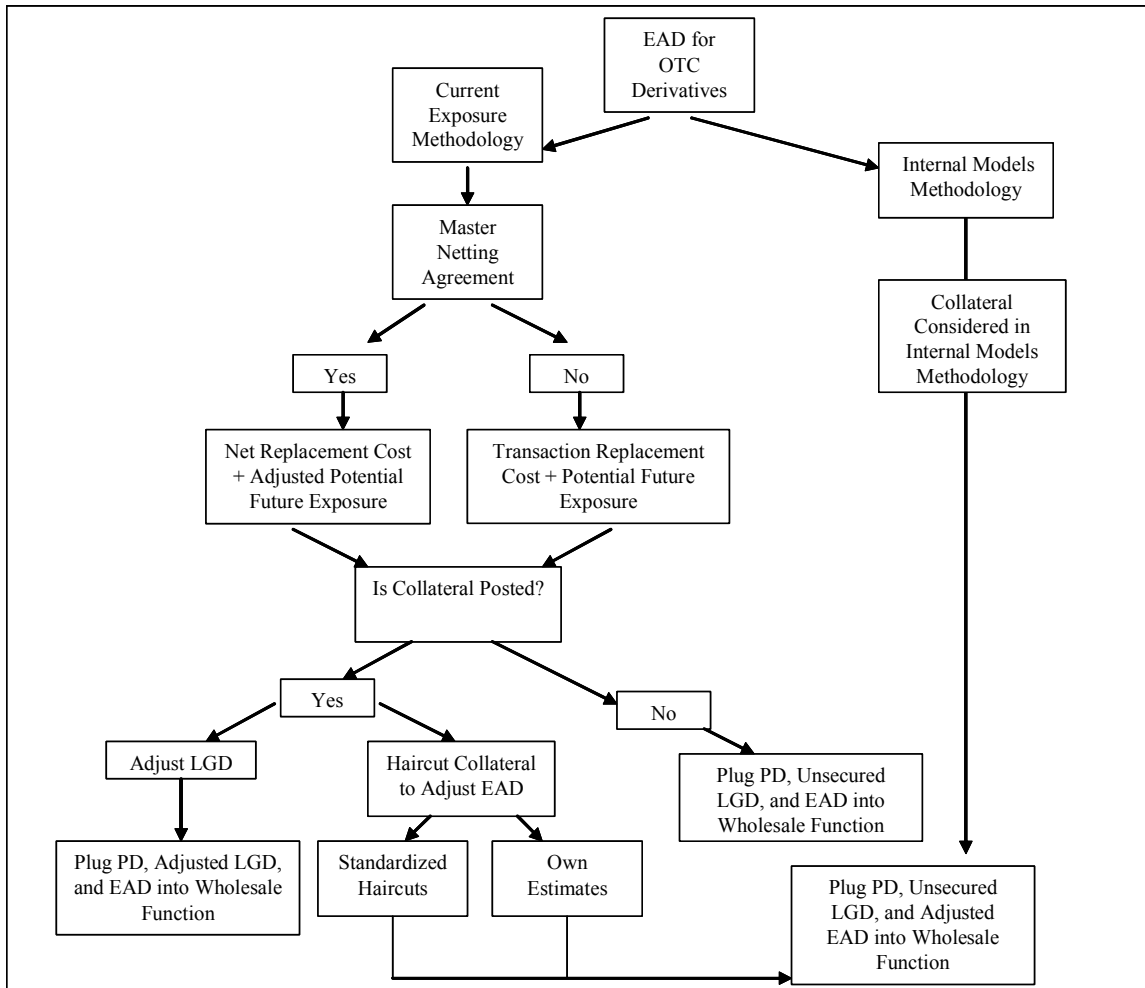 EAD for
OTC
Derivatives
Current
Exposure
Methodology
Internal Models
Methodology
Master
Netting
Agreement
Collateral
Considered in
Internal Models
Methodology
Yes
No
Net Replacement Cost
+ Adjusted Potential
Future Exposure
Transaction Replacement
Cost + Potential Future
Exposure
Is Collateral Posted?
Yes
No
Adjust LGD
Haircut Collateral
to Adjust EAD
Plug PD, Unsecured
LGD, and EAD into
Wholesale Function
Plug PD, Adjusted LGD,
and EAD into Wholesale
Function
Standardized
Haircuts
Own
Estimates
Plug PD, Unsecured
LGD, and Adjusted
EAD into Wholesale
Function